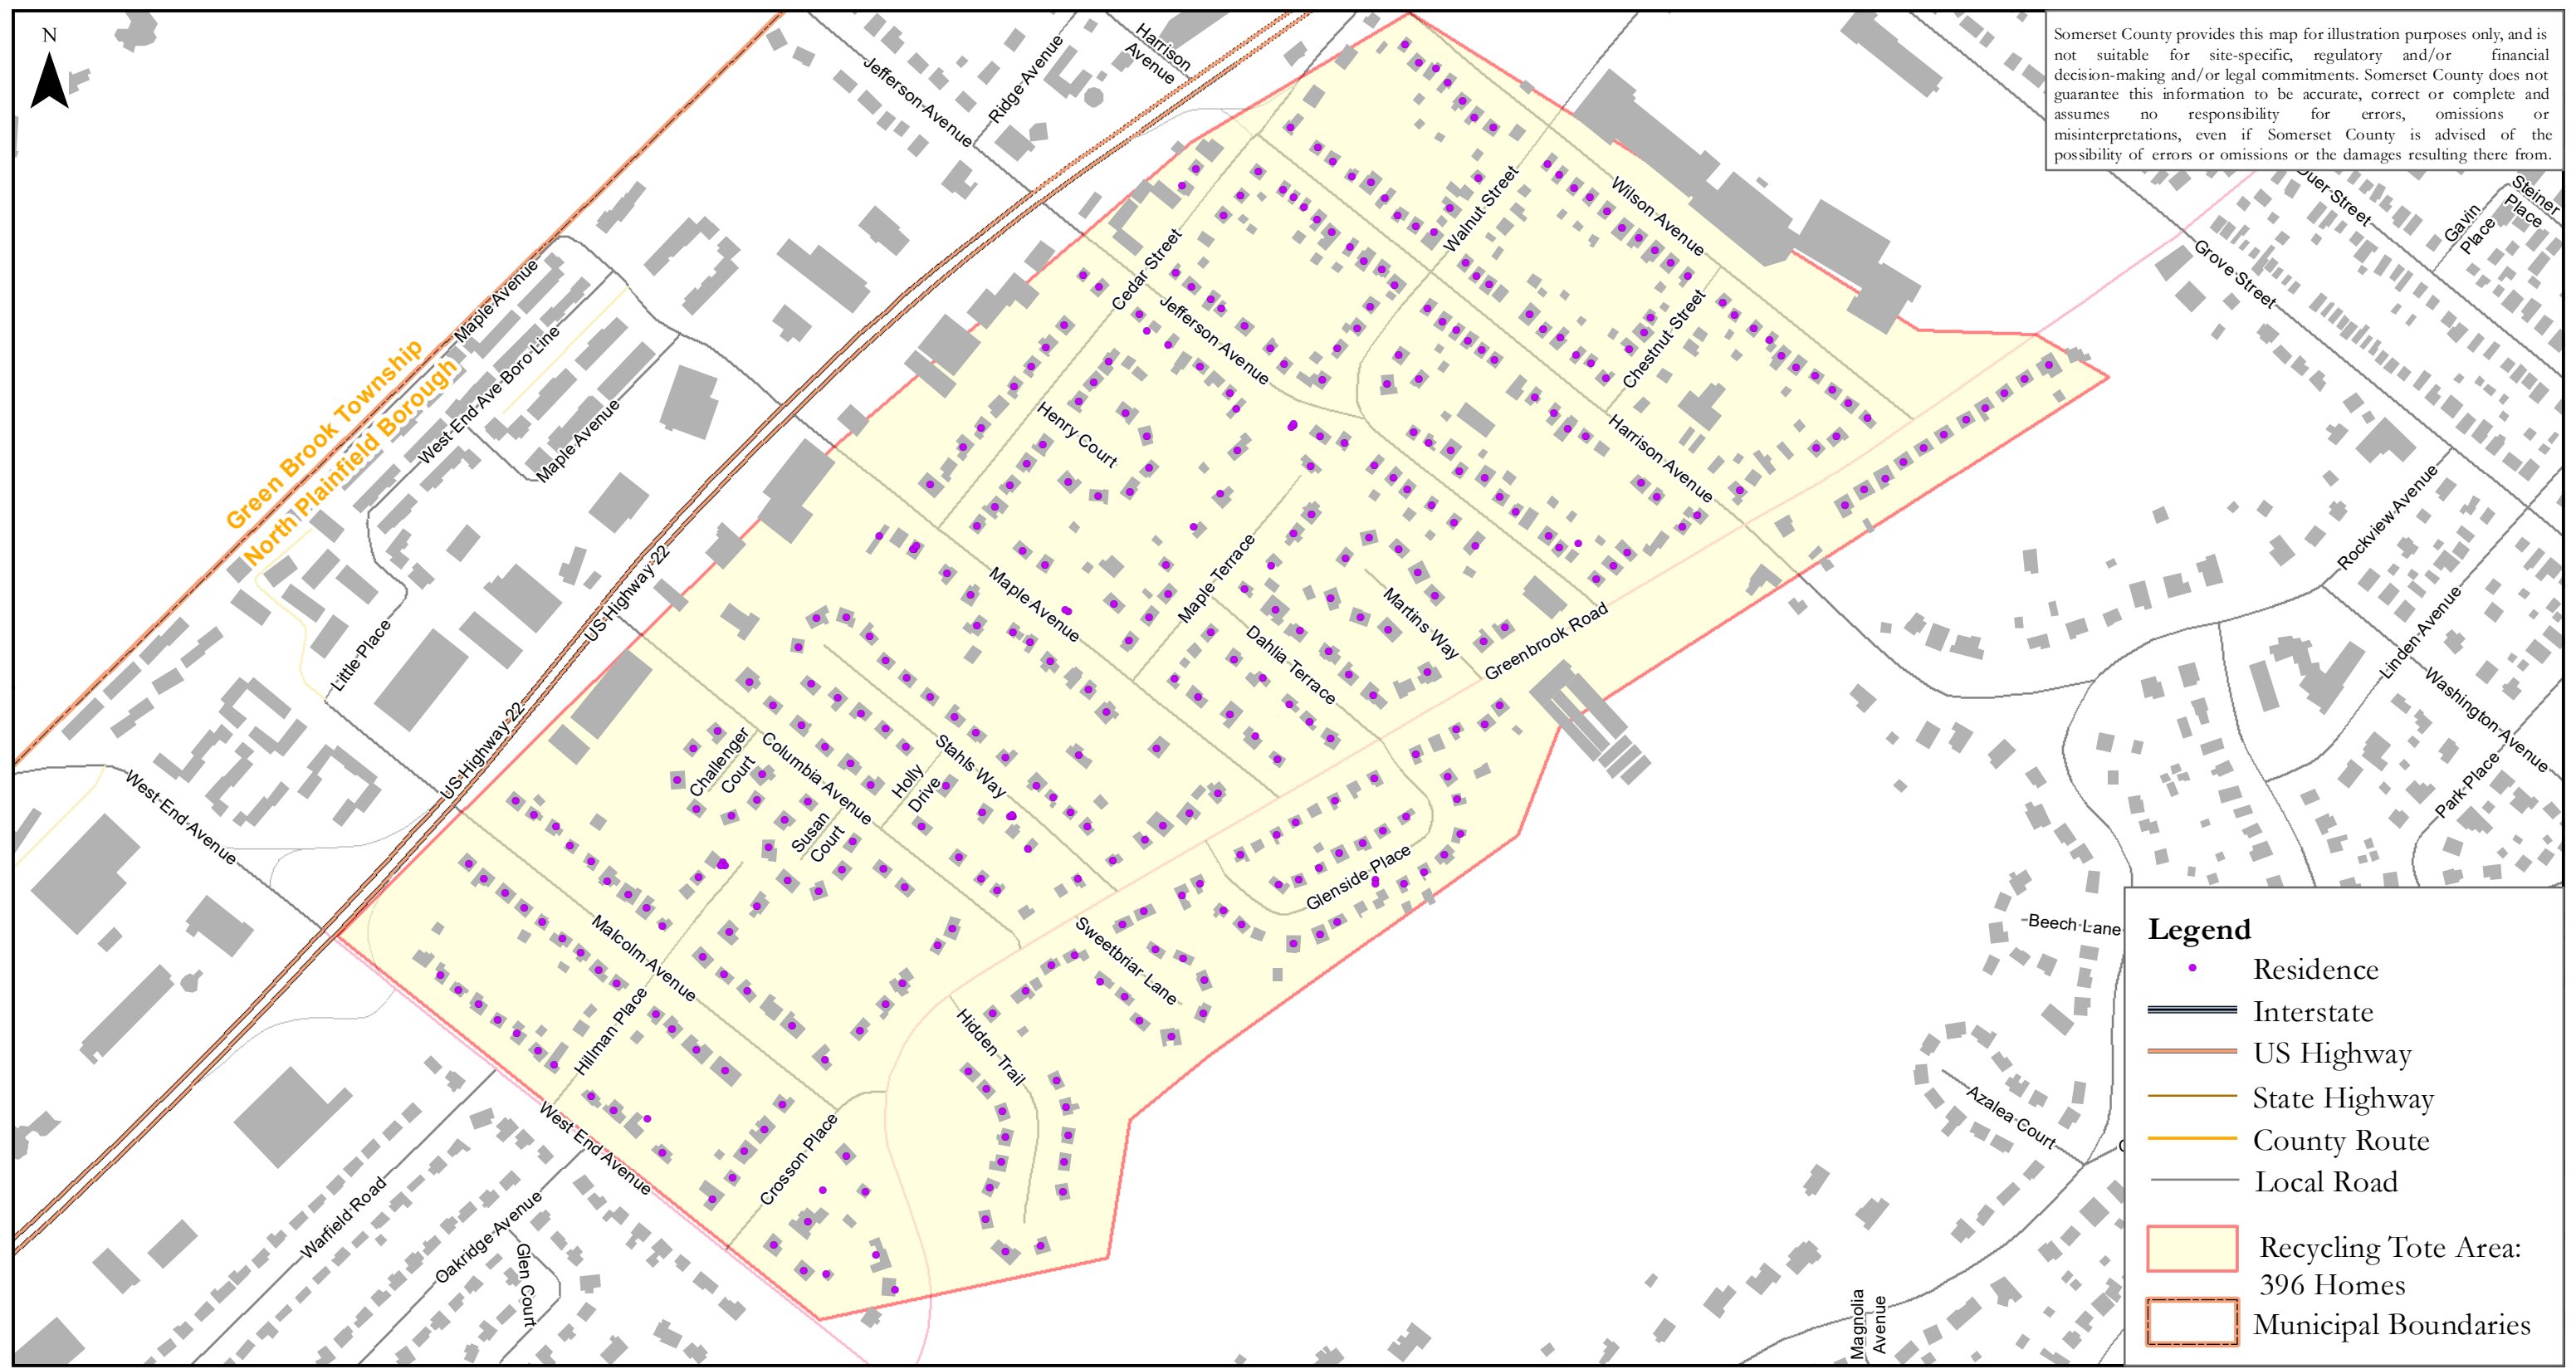 N
Somerset County provides this map for illustration purposes only, and is
not suitable for site-specific, regulatory and/or financial
decision-making and/or legal commitments. Somerset County does not
guarantee this information to be accurate, correct or complete and
assumes no responsibility for errors, omissions or
misinterpretations, even if Somerset County is advised of the
possibility of errors or omissions or the damages resulting there from.
Harrison
Avenue
Ridge Avenue
Jefferson Avenue
Duer Street
Steiner
Place
Gavin
Place
Grove Street
Wilson Avenue
Walnut Street
Cedar Street
Jefferson Avenue
Chestnut Street
Maple Avenue
West End Ave Boro Line
Green Brook Township
North Plainfield Borough
Maple Avenue
Henry Court
Harrison Avenue
Rockview Avenue
US Highway 22
Maple Avenue
Maple Terrace
Martins Way
Dahlia Terrace
Greenbrook Road
Linden Avenue
Washington Avenue
Little Place
US Highway 22
Challenger
Court
Columbia Avenue
Holly
Drive
Stahls Way
Park Place
West End Avenue
Susan
Court
Glenside Place
Malcolm Avenue
Sweetbriar Lane
Beech Lane
Hillman Place
Hidden Trail
Azalea Court
C
West End Avenue
Crosson Place
Warfield Road
Oakridge Avenue
Glen Court
Magnolia
Avenue
Legend
Residence
Interstate
US Highway
State Highway
County Route
Local Road
Recycling Tote Area:
396 Homes
Municipal Boundaries